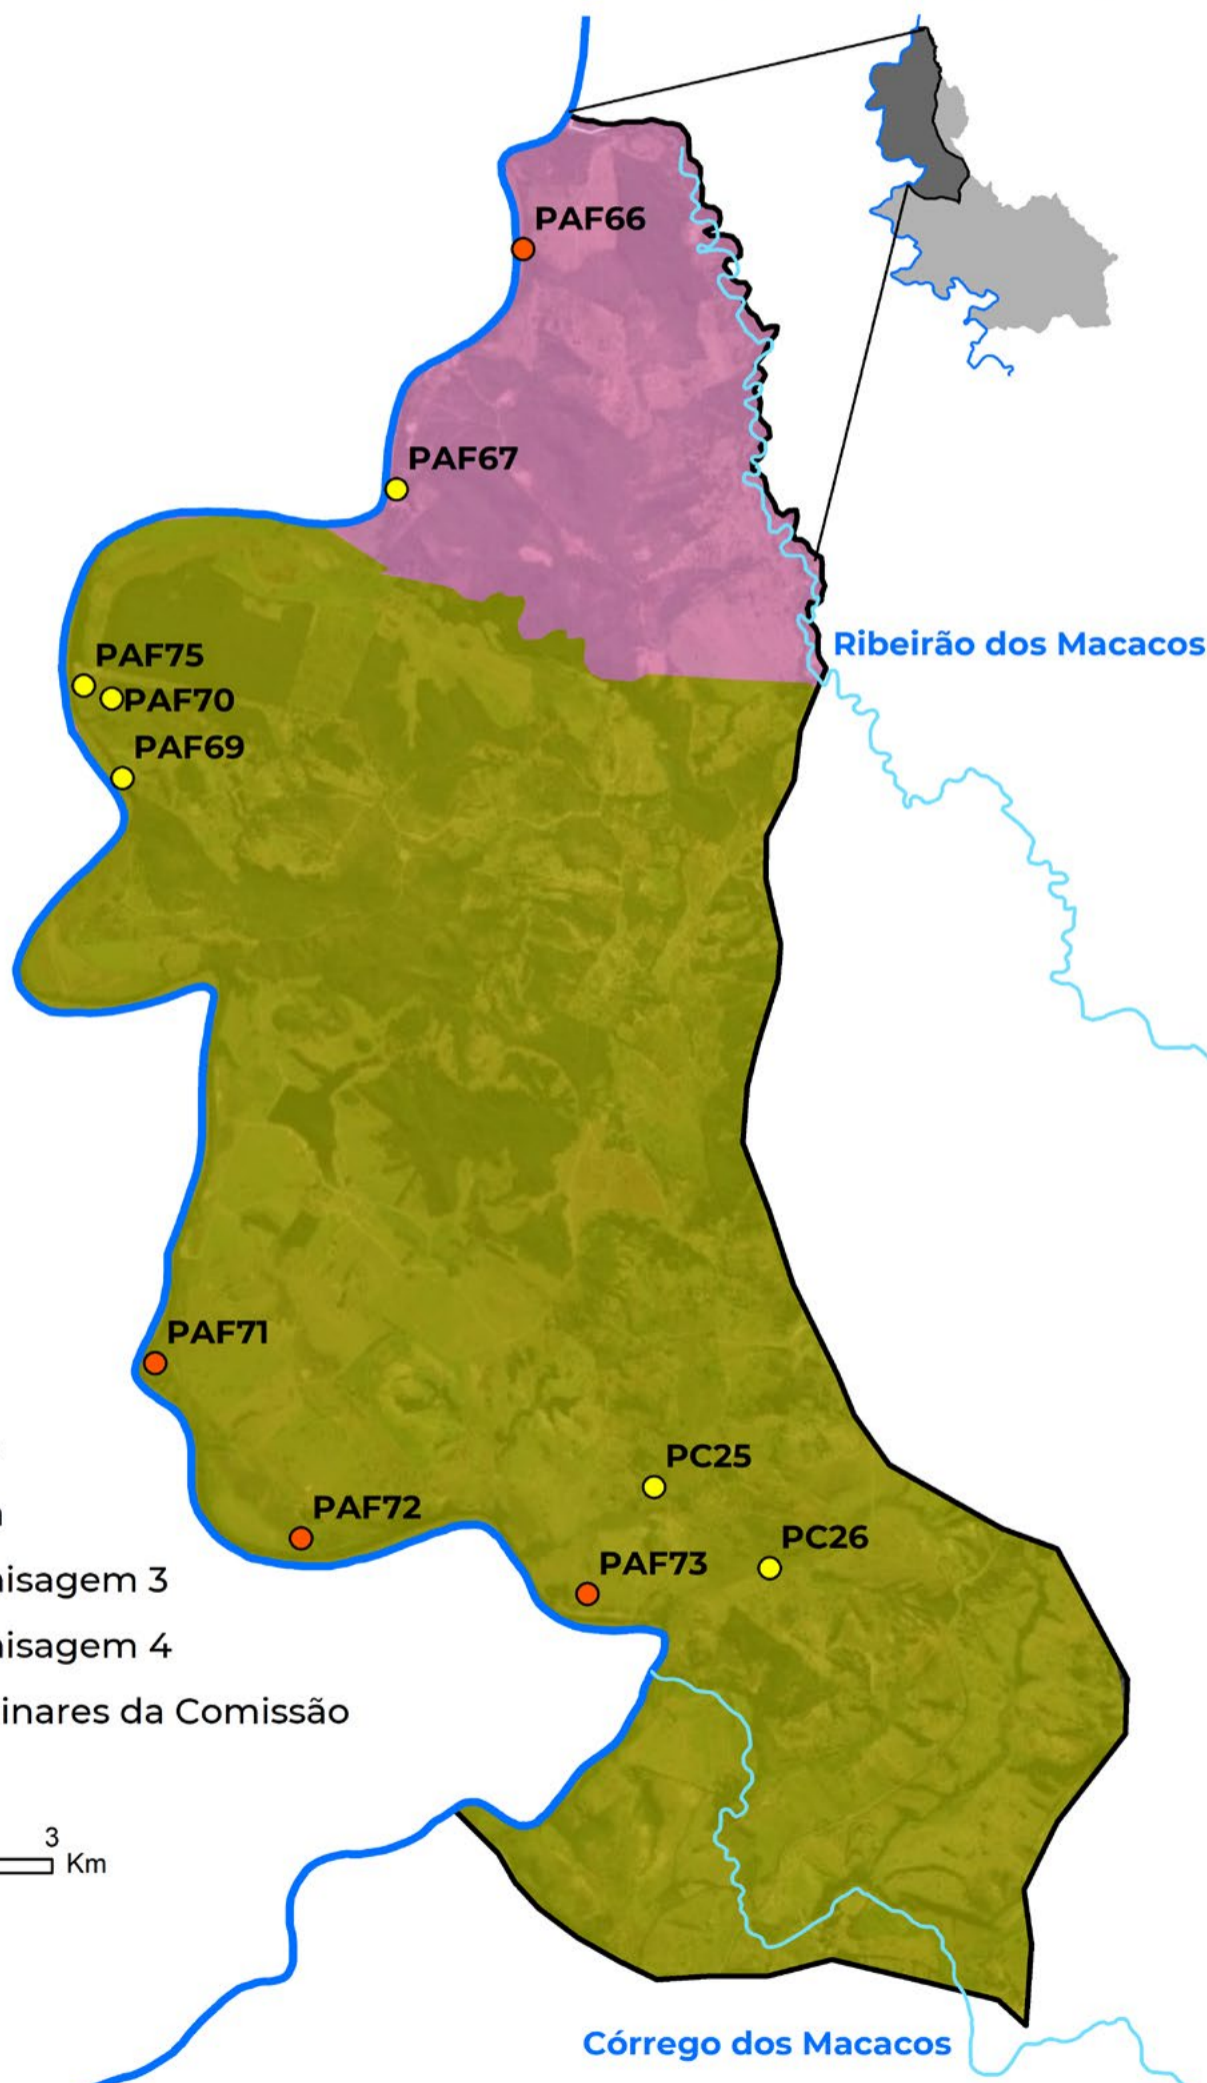 PAF66
PAF67
Ribeirão dos Macacos
PAF75
PAF70
PAF69
PAF71
PC25
PAF72
PC26
PAF73
isagem 3
isagem 4
inares da Comissão
3
Km
Córrego dos Macacos